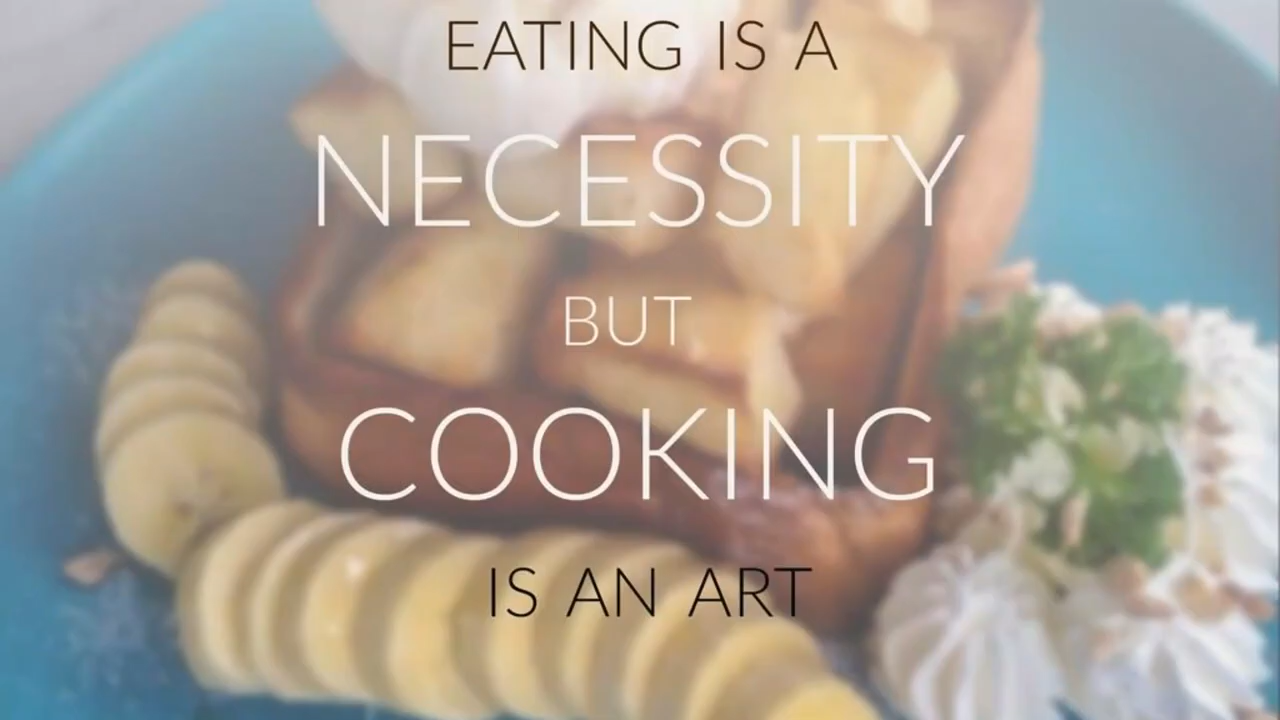 EATING IS A
NECESSITY
BUT
COOKING
IS AN ART